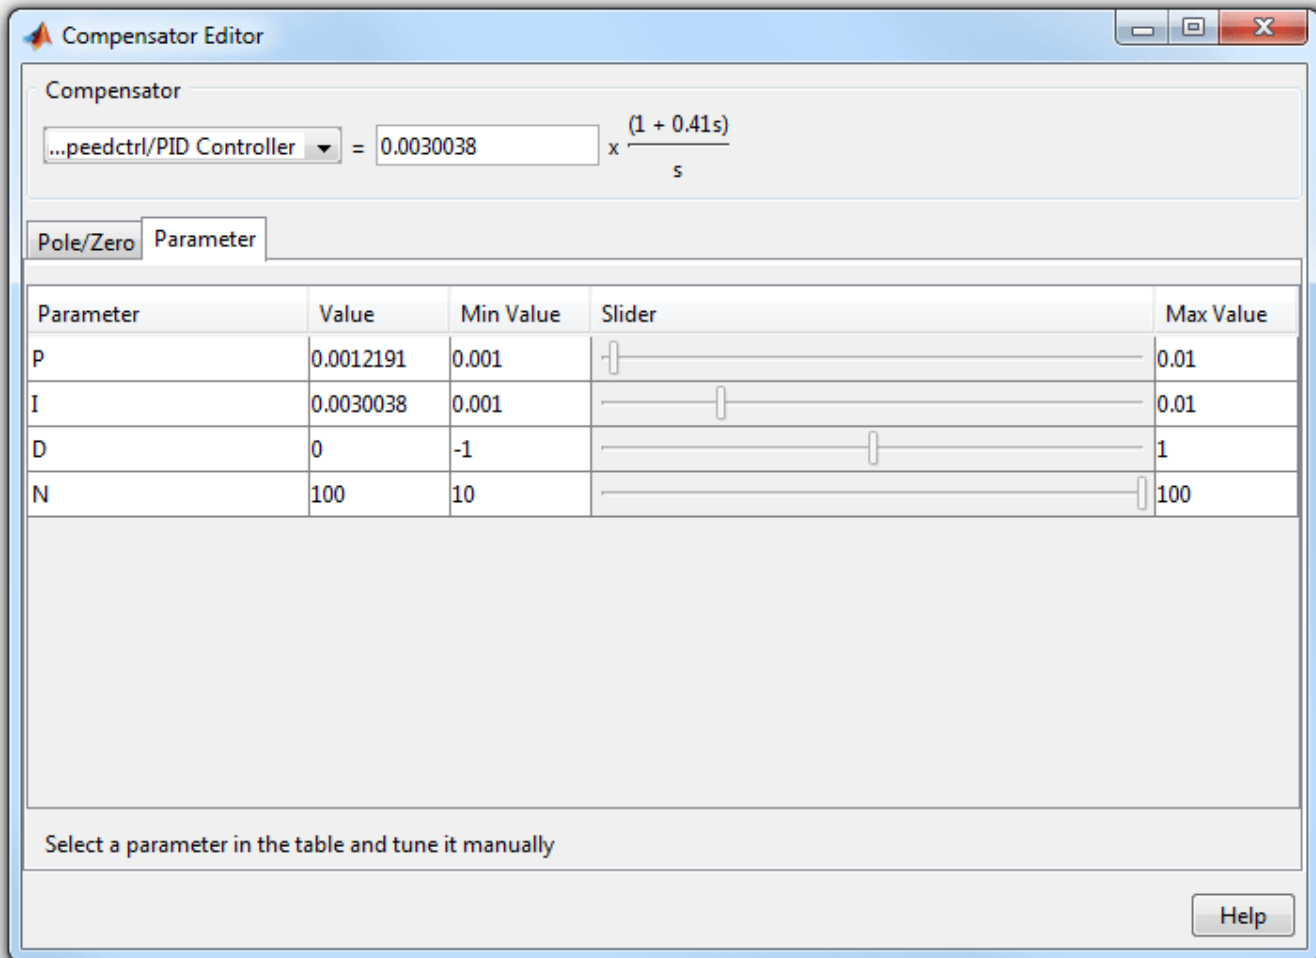 Compensator Editor
Compensator
...peedctrl/PID Controller = 0.0030038 x (1 + 0.41s)
s
Pole/Zero Parameter
Parameter Value Min Value Slider Max Value
P 0.0012191 0.001 0.01
I 0.0030038 0.001 0.01
D 0 -1 1
N 100 10 100
Select a parameter in the table and tune it manually
Help